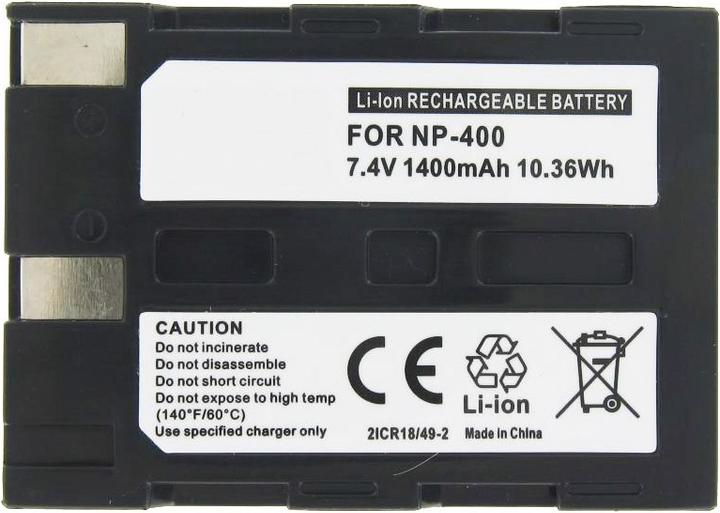 Li-Ion RECHARGEABLE BATTERY
FOR NP-400
7.4V 1400mAh 10.36Wh
CAUTION
Do not incinerate
Do not disassemble
Do not short circuit
Do not expose to high temp
(140°F/60°C)
Use specified charger only
CE
Li-ion
2ICR18/49-2 Made in China